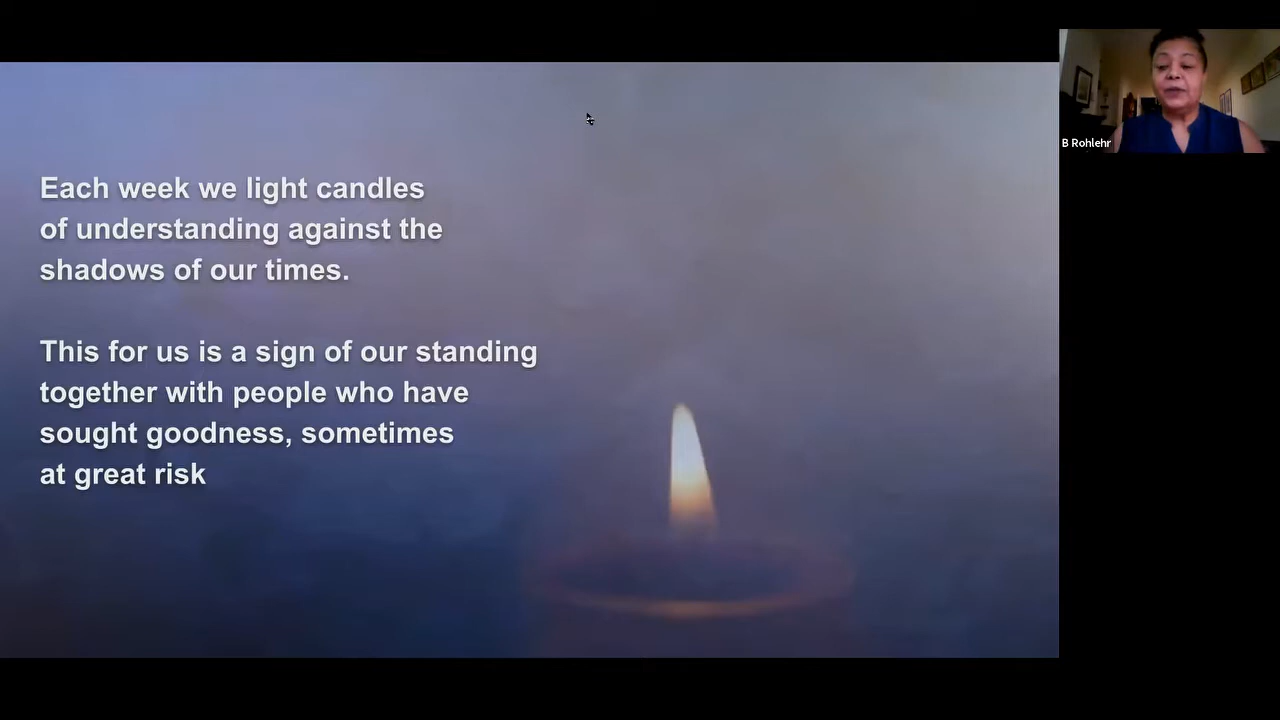 Each week we light candles
of understanding against the
shadows of our times.
This for us is a sign of our standing
together with people who have
sought goodness, sometimes
at great risk
B Rohlehr